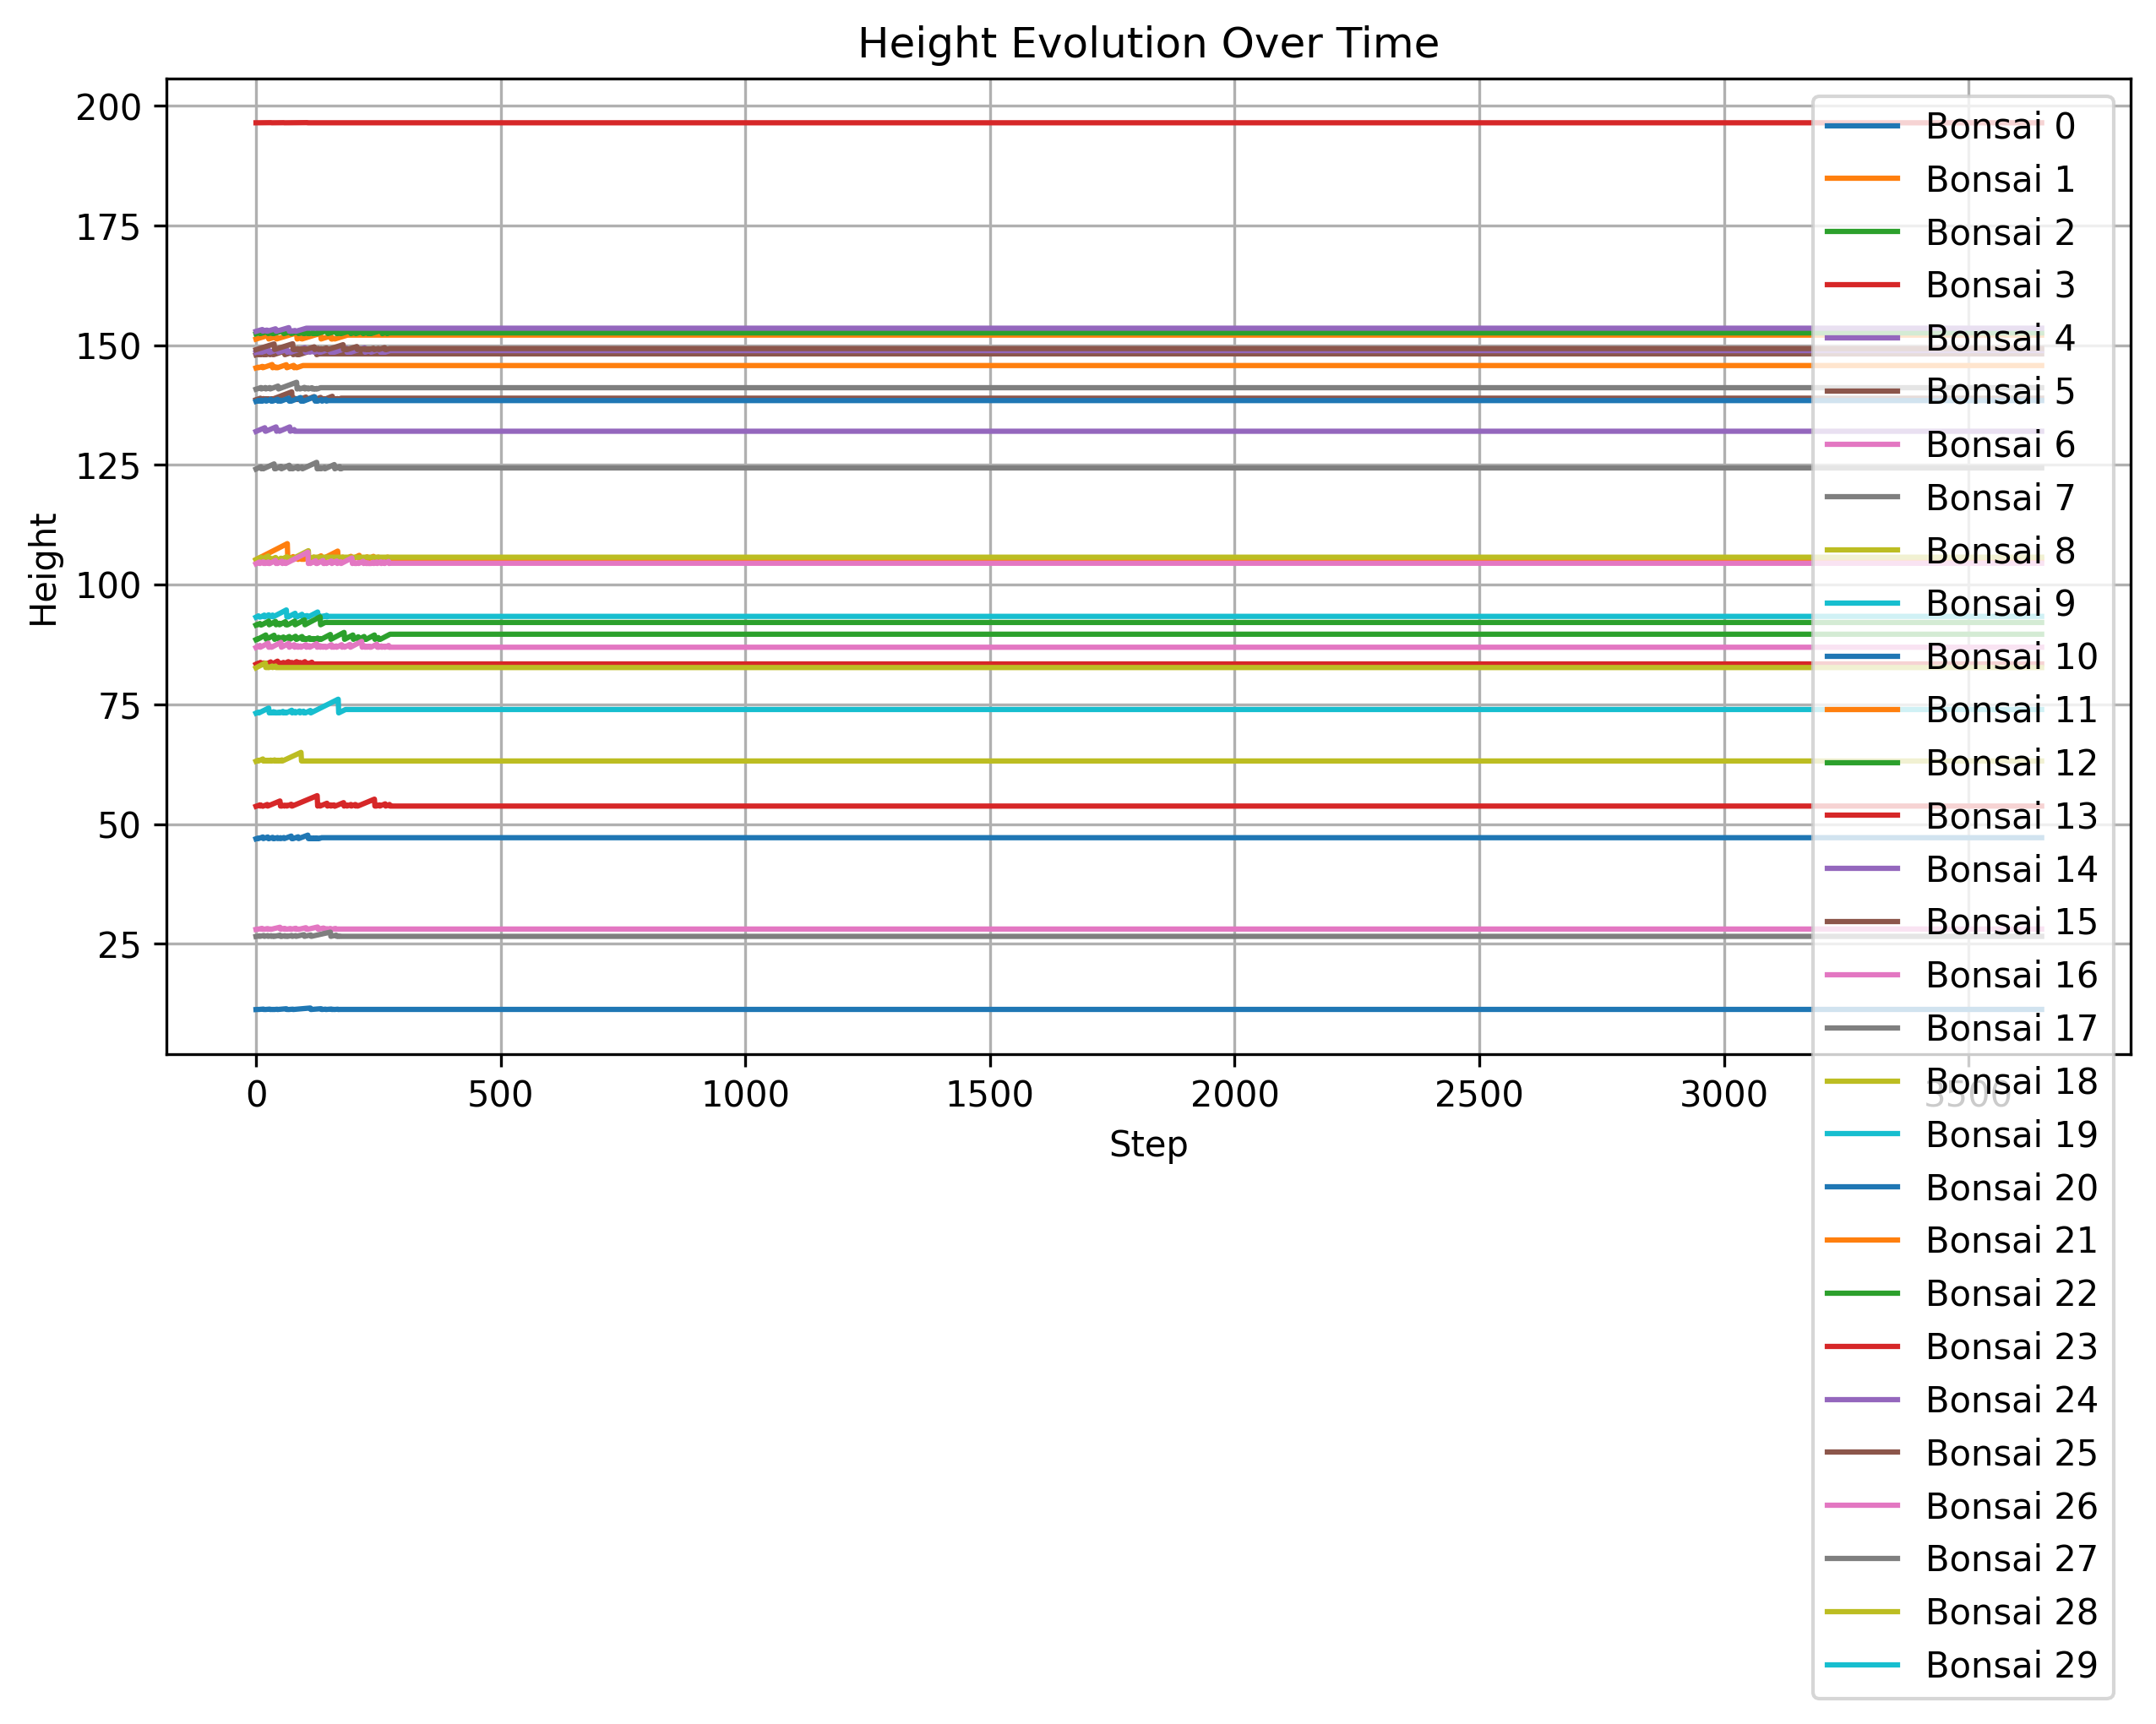 Height Evolution Over Time
Height
200
175
150
125
100
75
50
25
0 500 1000 1500 2000 2500 3000 3500
Step
Bonsai 0
Bonsai 1
Bonsai 2
Bonsai 3
Bonsai 4
Bonsai 5
Bonsai 6
Bonsai 7
Bonsai 8
Bonsai 9
Bonsai 10
Bonsai 11
Bonsai 12
Bonsai 13
Bonsai 14
Bonsai 15
Bonsai 16
Bonsai 17
Bonsai 18
Bonsai 19
Bonsai 20
Bonsai 21
Bonsai 22
Bonsai 23
Bonsai 24
Bonsai 25
Bonsai 26
Bonsai 27
Bonsai 28
Bonsai 29